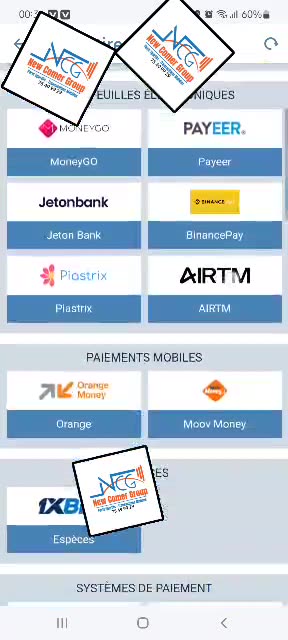 60%
FEUILLES ÉL
NIQUES
MONEYGO
PAYEER
MoneyGO
Payeer
Jetonbank
BINANCE
Jeton Bank
BinancePay
Piastrix
AIRTM
Piastrix
AIRTM
PAIEMENTS MOBILES
Orange
Money
Orange
Moov Money
1XB
Espèces
NCG
New Comer Group
NCG
New Comer Group
NCG
New Comer Group
SYSTÈMES DE PAIEMENT